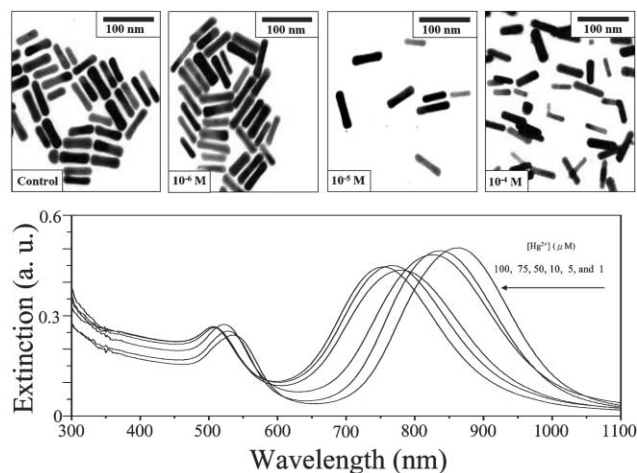 100 nm
100 nm
100 nm
100 nm
Control
10⁻⁶ M
10⁻⁵ M
10⁻⁴ M
0.6
0.3
0
Extinction (a. u.)
[Hg²⁺] (μM)
100, 75, 50, 10, 5, and 1
300 400 500 600 700 800 900 1000 1100
Wavelength (nm)